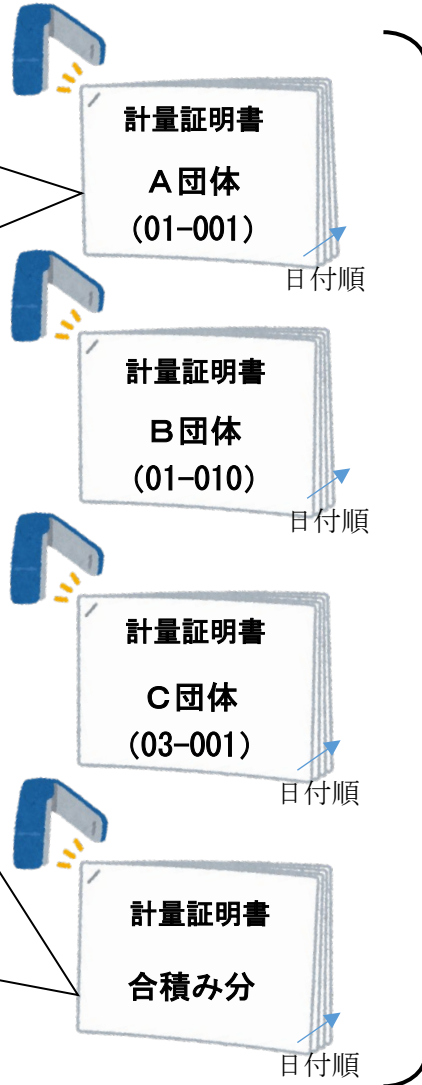 計量証明書
A団体
(01-001)
日付順
計量証明書
B団体
(01-010)
日付順
計量証明書
C団体
(03-001)
日付順
計量証明書
合積み分
日付順